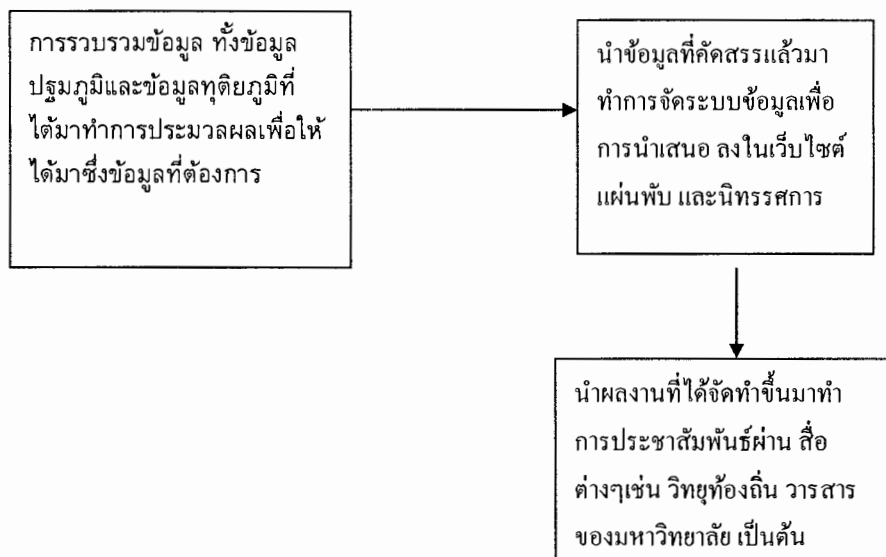 การรวบรวมข้อมูล ทั้งข้อมูล
ปฐมภูมิและข้อมูลทุติยภูมิที่
ได้มาทำการประมวลผลเพื่อให้
ได้มาซึ่งข้อมูลที่ต้องการ
นำข้อมูลที่คัดสรรแล้วมา
ทำการจัดระบบข้อมูลเพื่อ
การนำเสนอ ลงในเว็บไซต์
แผ่นพับ และนิทรรศการ
นำผลงานที่ได้จัดทำขึ้นมาทำ
การประชาสัมพันธ์ผ่าน สื่อ
ต่างๆเช่น วิทยุท้องถิ่น วารสาร
ของมหาวิทยาลัย เป็นต้น